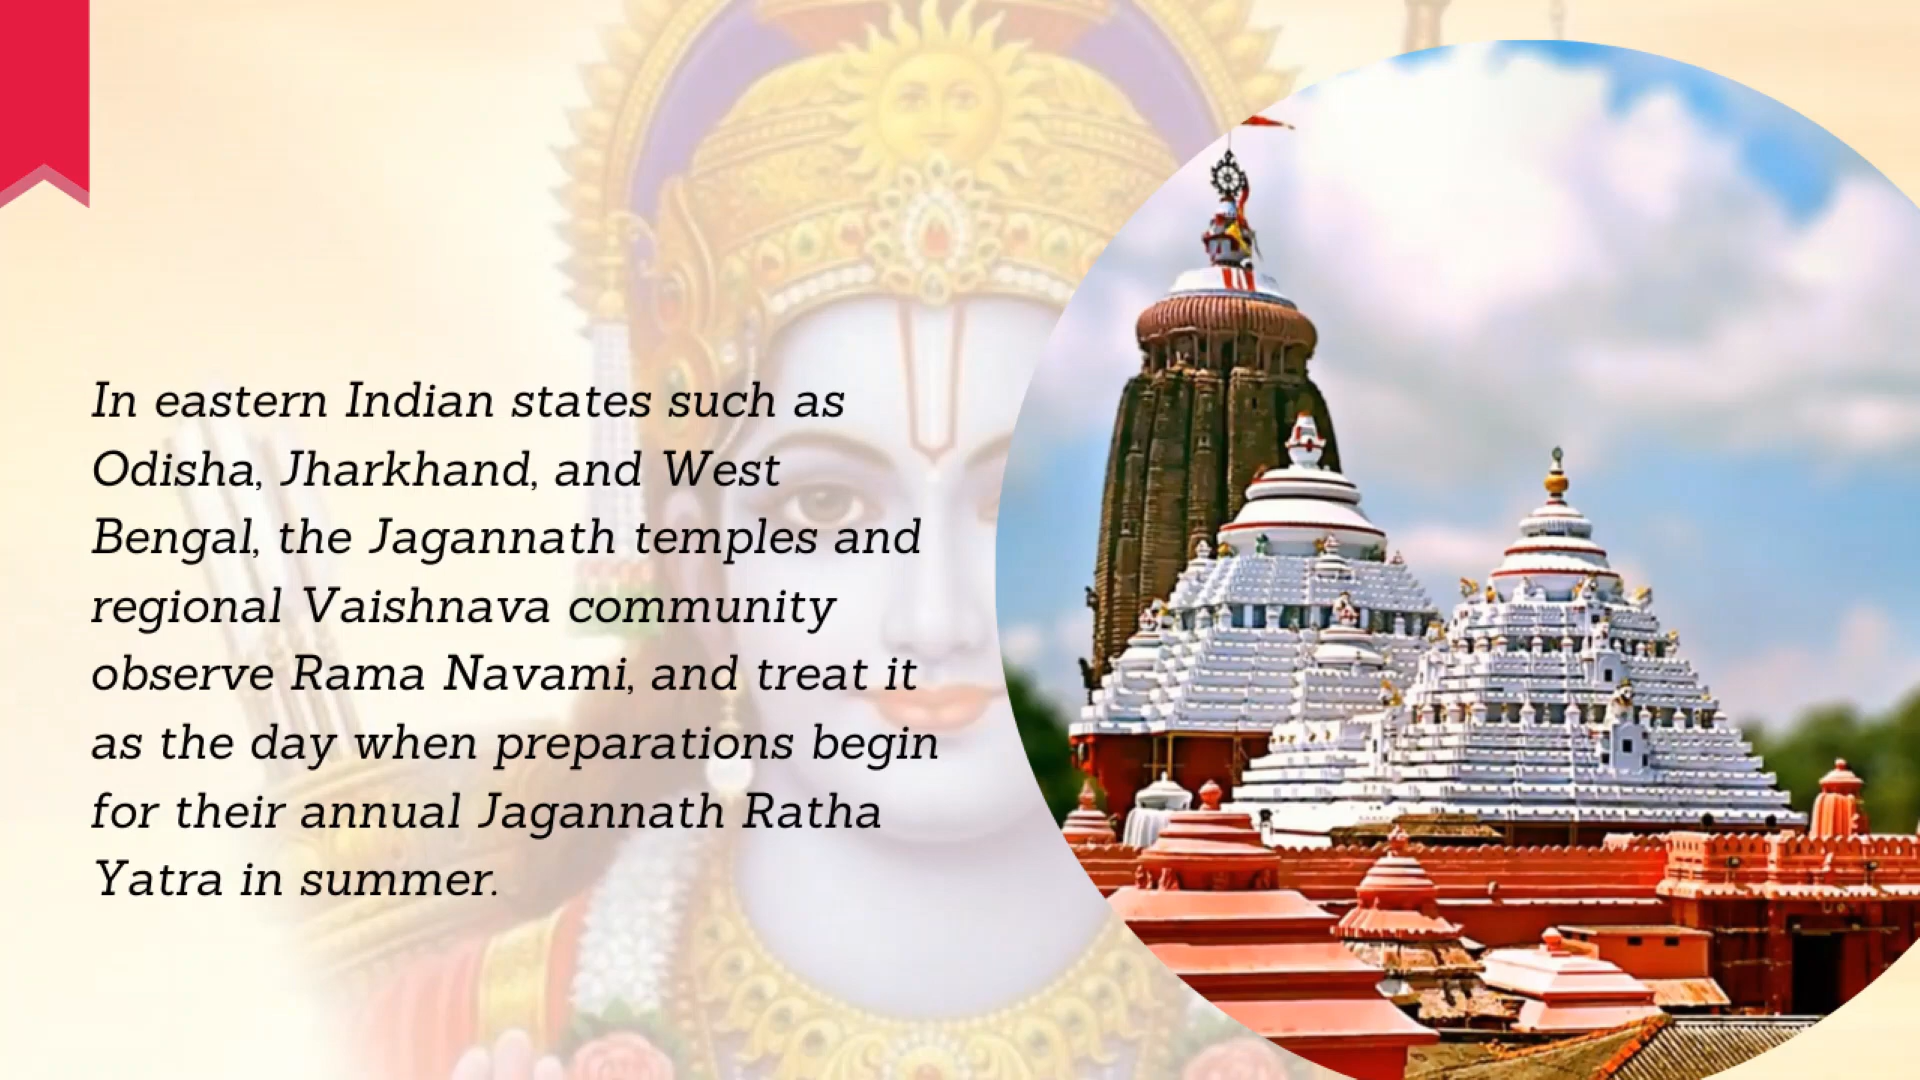 In eastern Indian states such as
Odisha, Jharkhand, and West
Bengal, the Jagannath temples and
regional Vaishnava community
observe Rama Navami, and treat it
as the day when preparations begin
for their annual Jagannath Ratha
Yatra in summer.